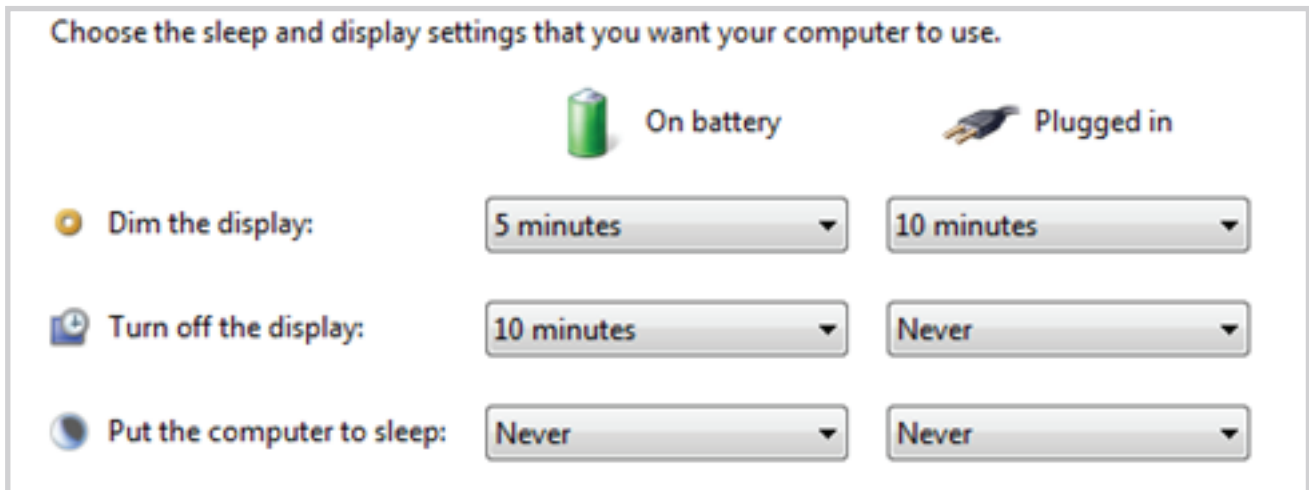 Choose the sleep and display settings that you want your computer to use.
On battery Plugged in
Dim the display: 5 minutes 10 minutes
Turn off the display: 10 minutes Never
Put the computer to sleep: Never Never